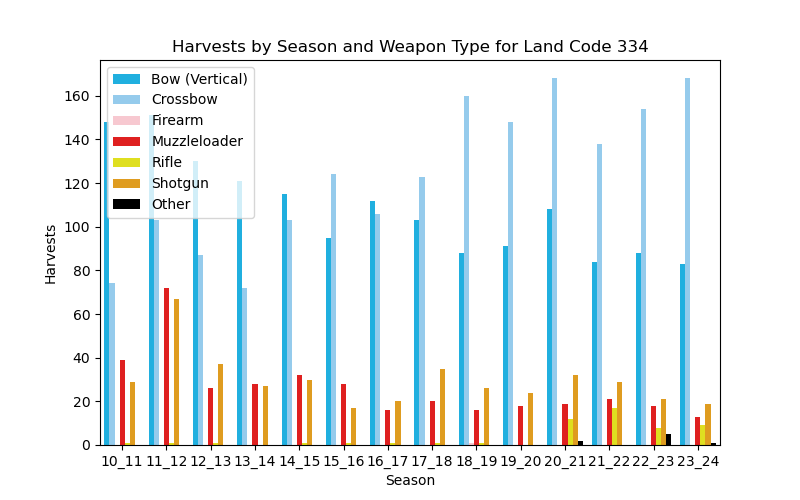 Harvests by Season and Weapon Type for Land Code 334
Bow (Vertical)
Crossbow
Firearm
Muzzleloader
Rifle
Shotgun
Other
160
140
120
100
80
60
40
20
0
Harvests
10_11 11_12 12_13 13_14 14_15 15_16 16_17 17_18 18_19 19_20 20_21 21_22 22_23 23_24
Season